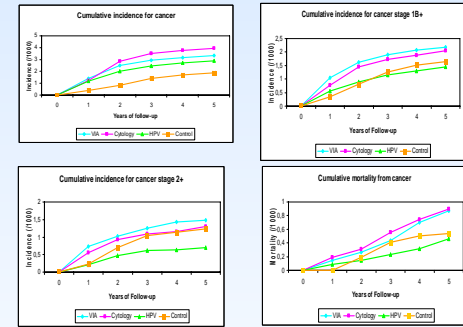 Cumulative incidence for cancer
Incidence (/1000)
5
4
3
2
1
0
0 1 2 3 4 5
Years of follow-up
VIA Cytology HPV Control
Cumulative incidence for cancer stage 1B+
Incidence (/1000)
2,5
2
1,5
1
0,5
0
0 1 2 3 4 5
Years of Follow-up
VIA Cytology HPV Control
Cumulative incidence for cancer stage 2+
Incidence (/1000)
2
1,5
1
0,5
0
0 1 2 3 4 5
Years of Follow-up
VIA Cytology HPV Control
Cumulative mortality from cancer
Mortality (/1000)
1
0,8
0,6
0,4
0,2
0
0 1 2 3 4 5
Years of Follow-up
VIA Cytology HPV Control